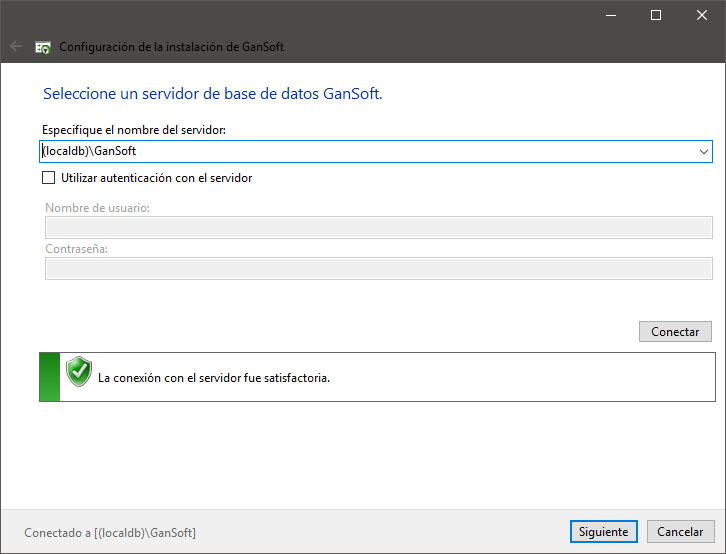 Configuración de la instalación de GanSoft
Seleccione un servidor de base de datos GanSoft.
Especifique el nombre del servidor:
(localdb)\GanSoft
Utilizar autenticación con el servidor
Nombre de usuario:
Contraseña:
Conectar
La conexión con el servidor fue satisfactoria.
Conectado a [(localdb)\GanSoft]
Siguiente
Cancelar